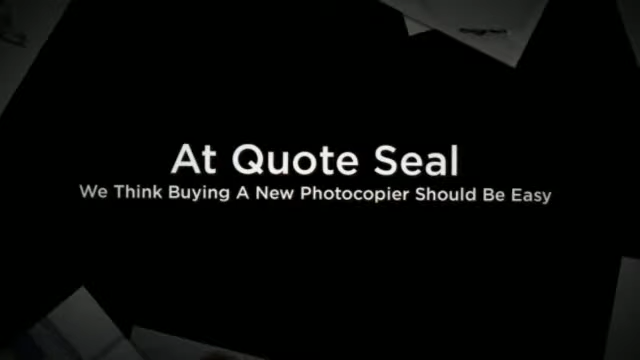 At Quote Seal
We Think Buying A New Photocopier Should Be Easy